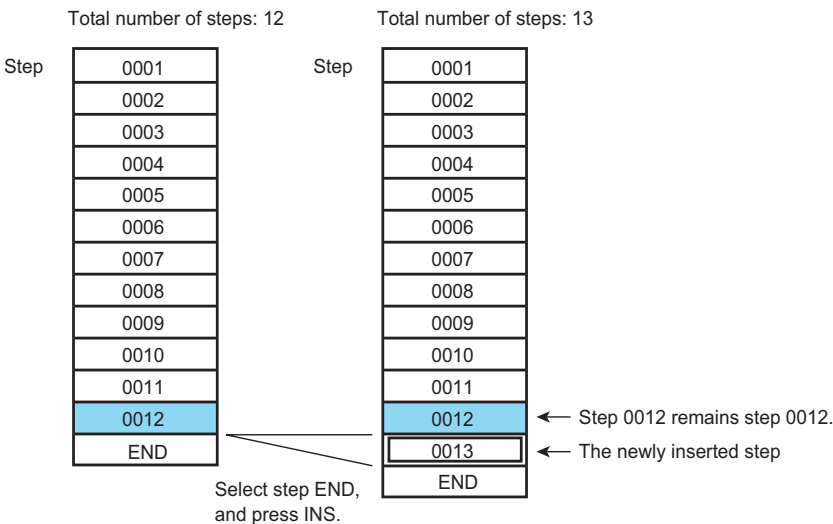 Total number of steps: 12
Total number of steps: 13
Step 0001 Step 0001
0002 0002
0003 0003
0004 0004
0005 0005
0006 0006
0007 0007
0008 0008
0009 0009
0010 0010
0011 0011
0012 0012 Step 0012 remains step 0012.
END 0013 The newly inserted step
END
Select step END,
and press INS.